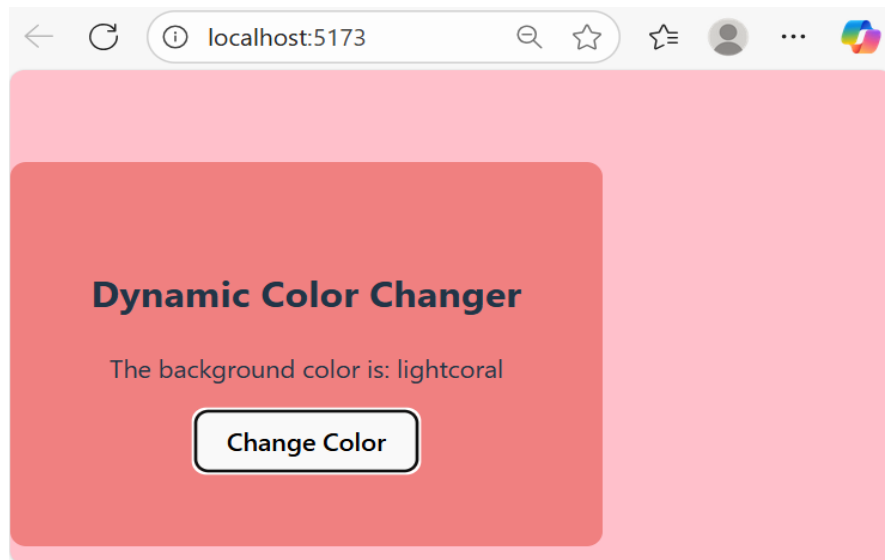 localhost:5173
Dynamic Color Changer
The background color is: lightcoral
Change Color